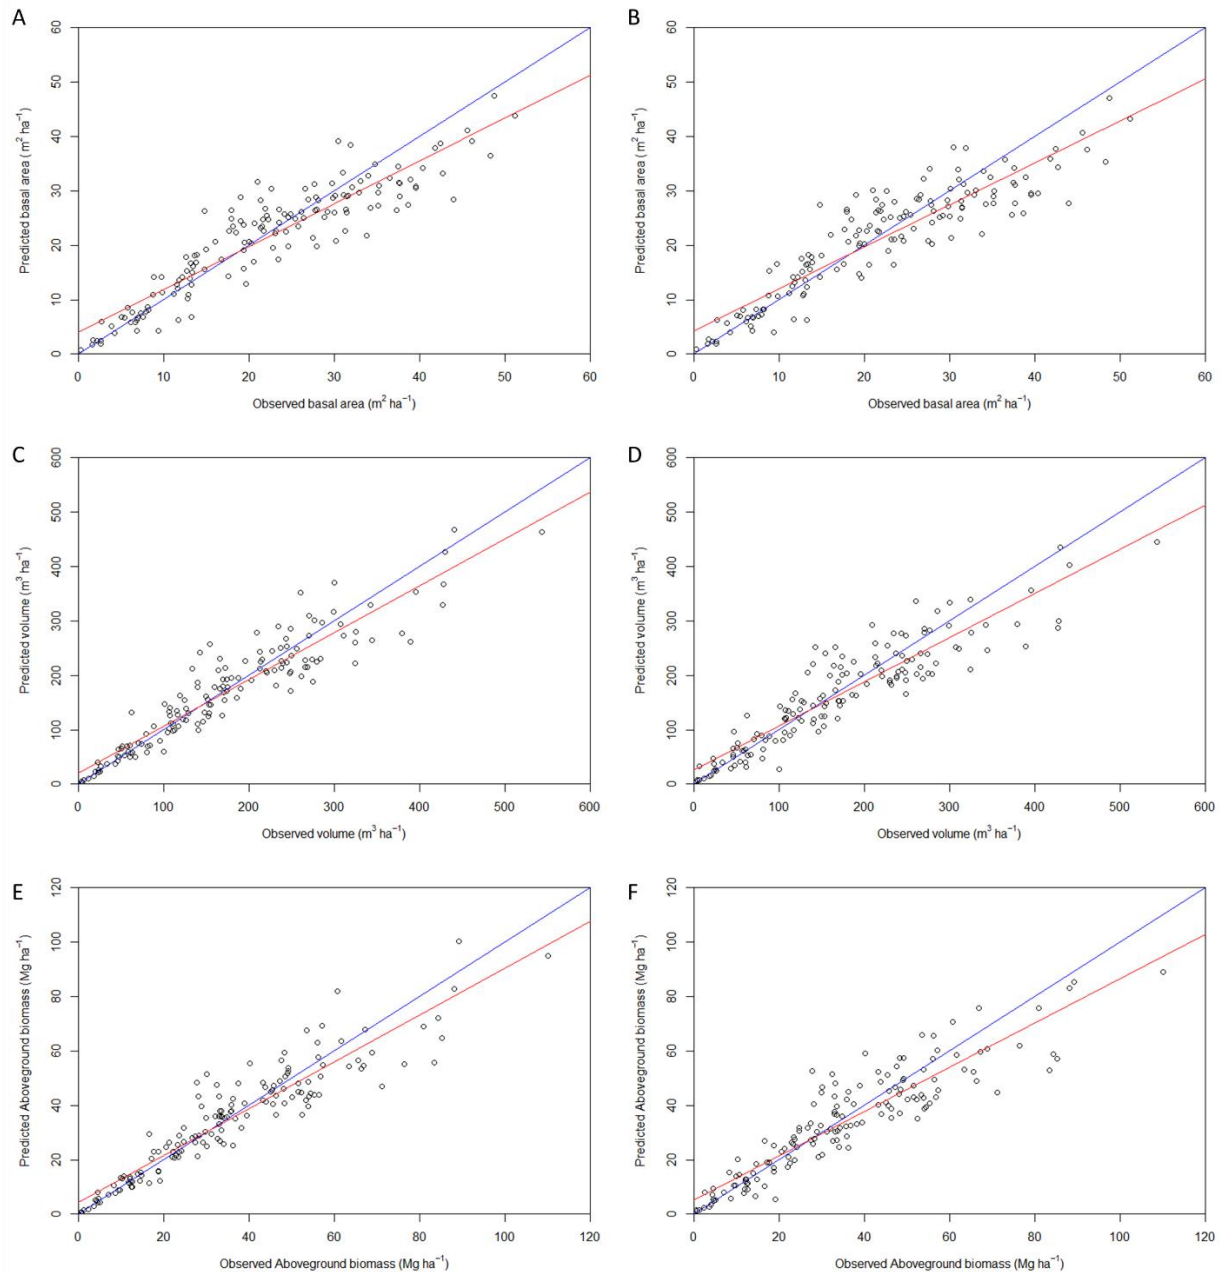 A
60
50
40
30
20
10
0
Predicted basal area ( m² ha⁻¹)
0 10 20 30 40 50 60
Observed basal area (m² ha⁻¹)
B
60
50
40
30
20
10
0
Predicted basal area ( m² ha⁻¹)
0 10 20 30 40 50 60
Observed basal area (m² ha⁻¹)
C
600
500
400
300
200
100
0
Predicted volume (m³ ha⁻¹)
0 100 200 300 400 500 600
Observed volume (m³ ha⁻¹)
D
600
500
400
300
200
100
0
Predicted volume (m³ ha⁻¹)
0 100 200 300 400 500 600
Observed volume (m³ ha⁻¹)
E
120
100
80
60
40
20
0
Predicted Aboveground biomass (Mg ha⁻¹)
0 20 40 60 80 100 120
Observed Aboveground biomass (Mg ha⁻¹)
F
120
100
80
60
40
20
0
Predicted Aboveground biomass (Mg ha⁻¹)
0 20 40 60 80 100 120
Observed Aboveground biomass (Mg ha⁻¹)